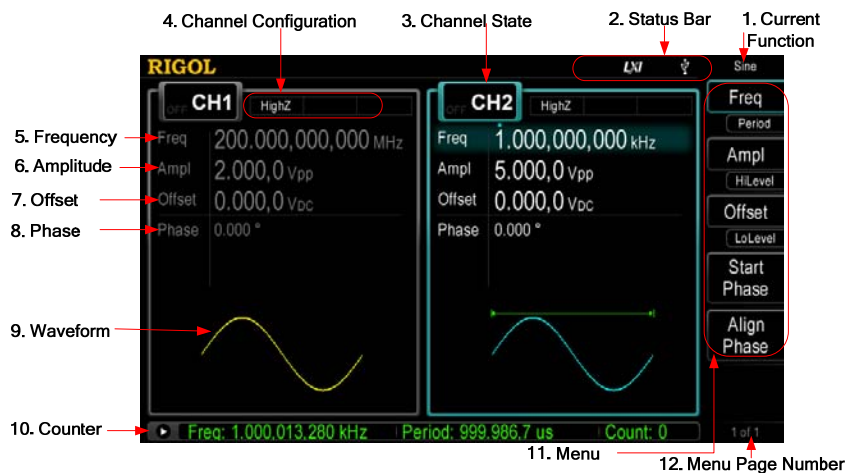 4. Channel Configuration
3. Channel State
2. Status Bar
1. Current Function
RIGOL
LXI
Sine
OFF CH1 HighZ
OFF CH2 HighZ
5. Frequency
Freq 200.000,000,000 MHz
6. Amplitude
Ampl 2.000,0 VPP
7. Offset
Offset 0.000,0 VDC
8. Phase
Phase 0.000 °
Freq 1.000,000,000 kHz
Ampl 5.000,0 VPP
Offset 0.000,0 VDC
Phase 0.000 °
Freq
Period
Ampl
HiLevel
Offset
LoLevel
Start
Phase
Align
Phase
9. Waveform
10. Counter
Freq: 1.000,013,280 kHz Period: 999.986,7 us Count: 0
1 of 1
11. Menu
12. Menu Page Number